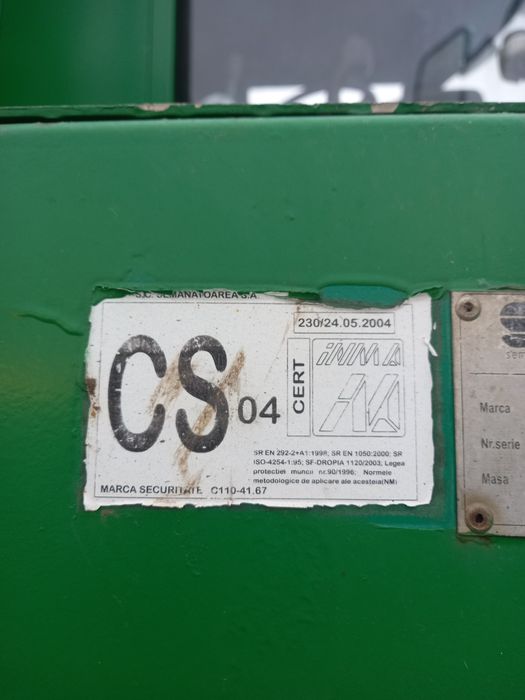 S.C. SEMANATOAREA S.A.
230/24.05.2004
CS 04
CERT
INMA
SR EN 292-2+A1:1998; SR EN 1050:2000; SR
ISO-4254-1:95; SF-DROPIA 1120/2003; Legea
protectiei muncii nr.90/1996; Normele
metodologice de aplicare ale acesteia(NM)
MARCA SECURITATE C110-41.67
Marca
Nr.serie
Masa